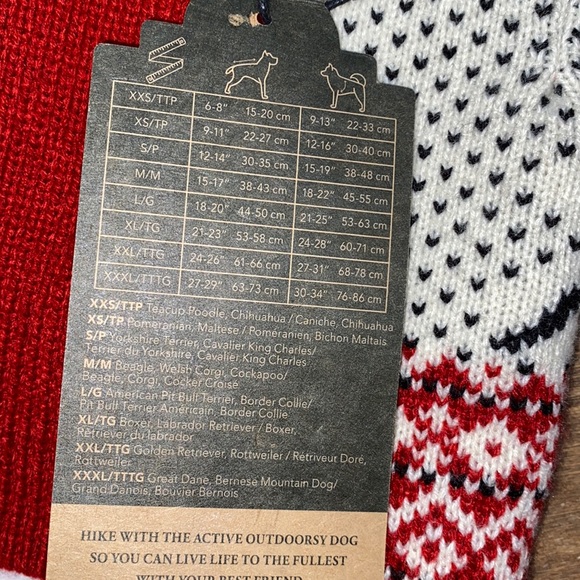 XXS/TTP 6-8" 15-20 cm 9-13" 22-33 cm
XS/TP 9-11" 22-27 cm 12-16" 30-40 cm
S/P 12-14" 30-35 cm 15-19" 38-48 cm
M/M 15-17" 38-43 cm 18-22" 45-55 cm
L/G 18-20" 44-50 cm 21-25" 53-63 cm
XL/TG 21-23" 53-58 cm 24-28" 60-71 cm
XXL/TTG 24-26" 61-66 cm 27-31" 68-78 cm
XXXL/TTTG 27-29" 63-73 cm 30-34" 76-86 cm
XXS/TTP Teacup Poodle, Chihuahua / Caniche, Chihuahua
XS/TP Pomeranian, Maltese / Poméranien, Bichon Maltais
S/P Yorkshire Terrier, Cavalier King Charles/
Terrier du Yorkshire, Cavalier King Charles
M/M Beagle, Welsh Corgi, Cockapoo/
Beagle, Corgi, Cocker Croisé
L/G American Pit Bull Terrier, Border Collie/
Pit Bull Terrier Américain, Border Collie
XL/TG Boxer, Labrador Retriever / Boxer,
Rétriever du labrador
XXL/TTG Golden Retriever, Rottweiler / Rétriveur Doré,
Rottweiler
XXXL/TTTG Great Dane, Bernese Mountain Dog/
Grand Danois, Bouvier Bernois
HIKE WITH THE ACTIVE OUTDOORSY DOG
SO YOU CAN LIVE LIFE TO THE FULLEST
WITH YOUR BEST FRIEND